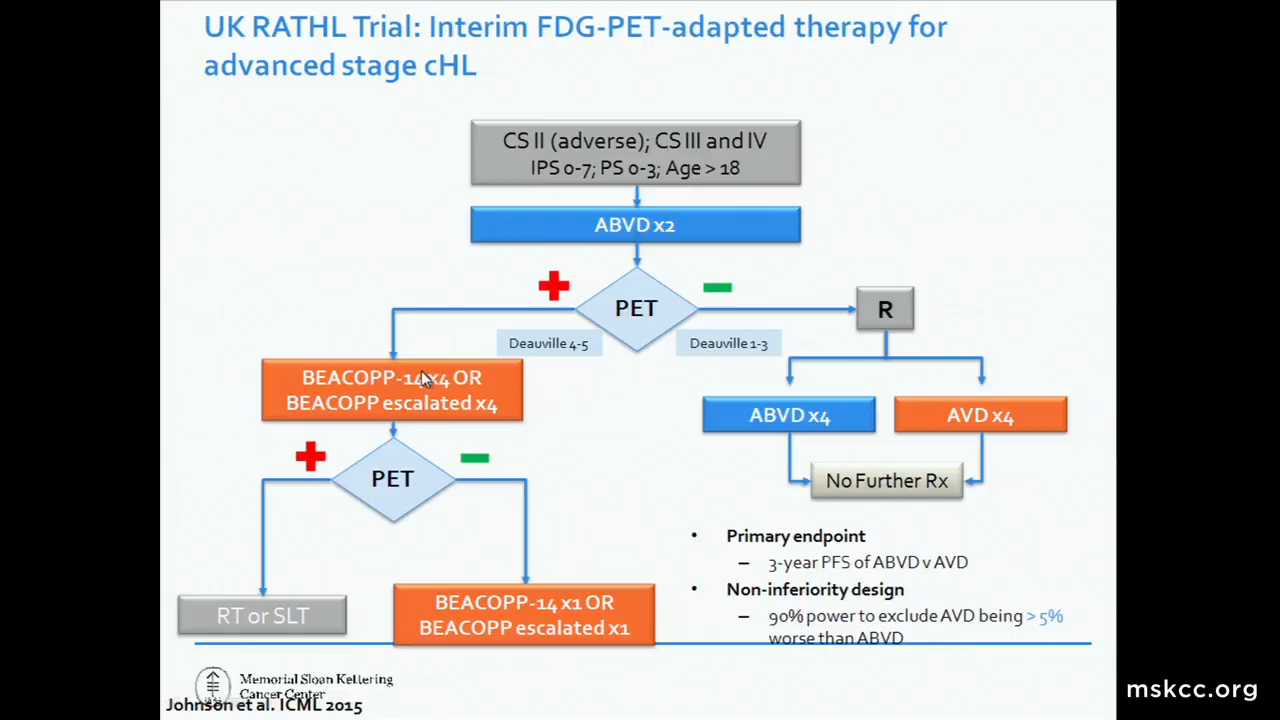 UK RATHL Trial: Interim FDG-PET-adapted therapy for
advanced stage cHL
CS II (adverse); CS III and IV
IPS 0-7; PS 0-3; Age > 18
ABVD x2
PET
Deauville 4-5
Deauville 1-3
R
BEACOPP-14 x4 OR
BEACOPP escalated x4
ABVD x4
AVD x4
PET
No Further Rx
RT or SLT
BEACOPP-14 x1 OR
BEACOPP escalated x1
• Primary endpoint
– 3-year PFS of ABVD v AVD
• Non-inferiority design
– 90% power to exclude AVD being > 5%
worse than ABVD
Memorial Sloan Kettering
Cancer Center
Johnson et al. ICML 2015
mskcc.org